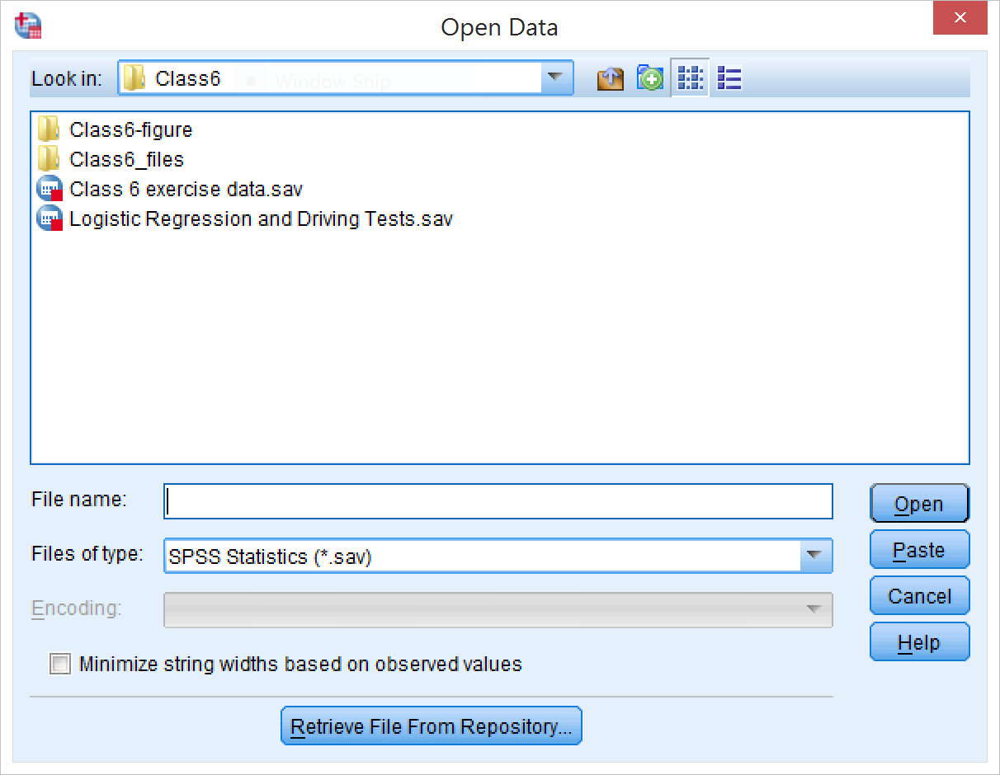 Open Data
Look in: Class6 Window Snip
Class6-figure
Class6_files
Class 6 exercise data.sav
Logistic Regression and Driving Tests.sav
File name: Open
Files of type: SPSS Statistics (*.sav) Paste
Encoding: Cancel
Minimize string widths based on observed values Help
Retrieve File From Repository...